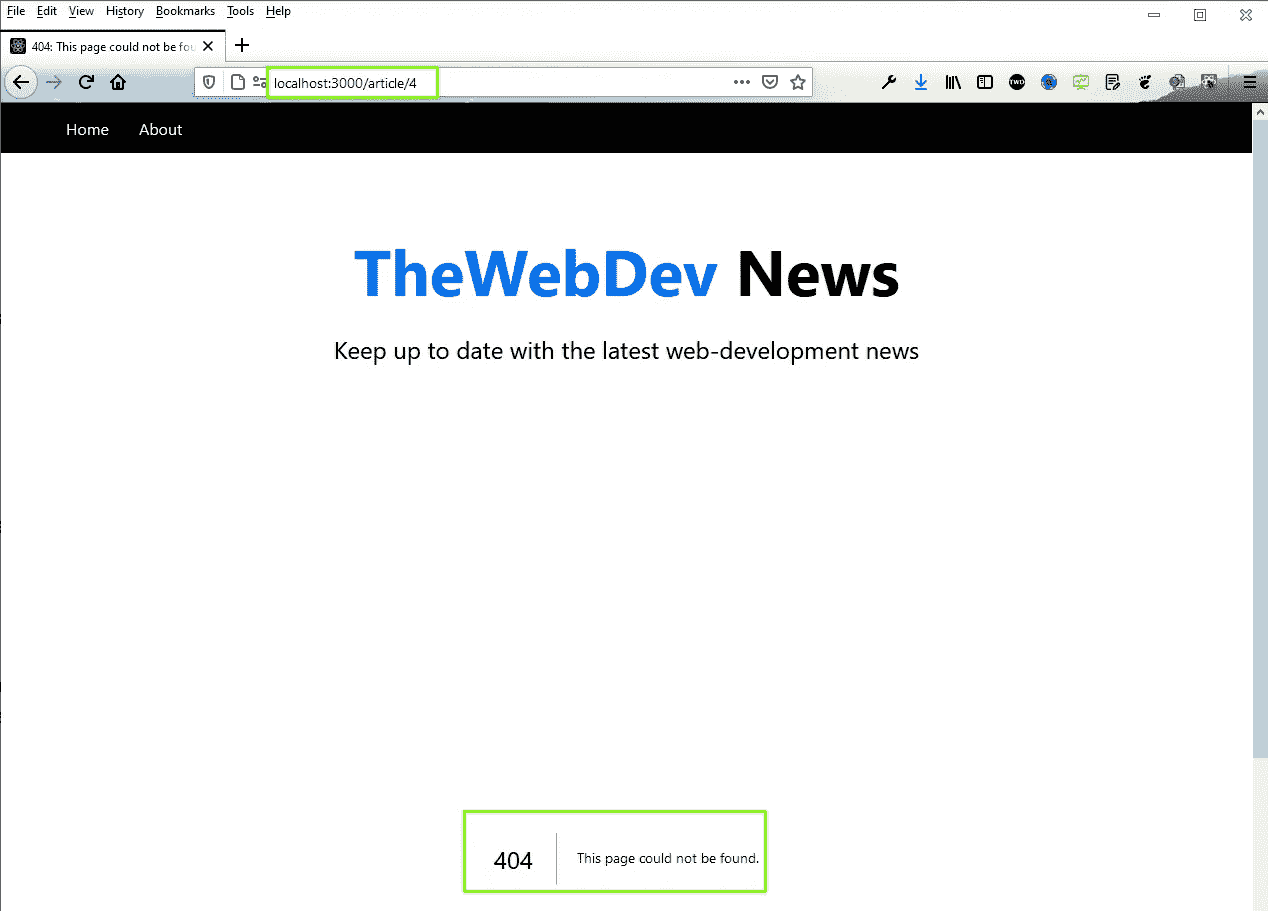 File Edit View History Bookmarks Tools Help
404: This page could not be fou
localhost:3000/article/4
TWD
Home About
TheWebDev News
Keep up to date with the latest web-development news
404 This page could not be found.